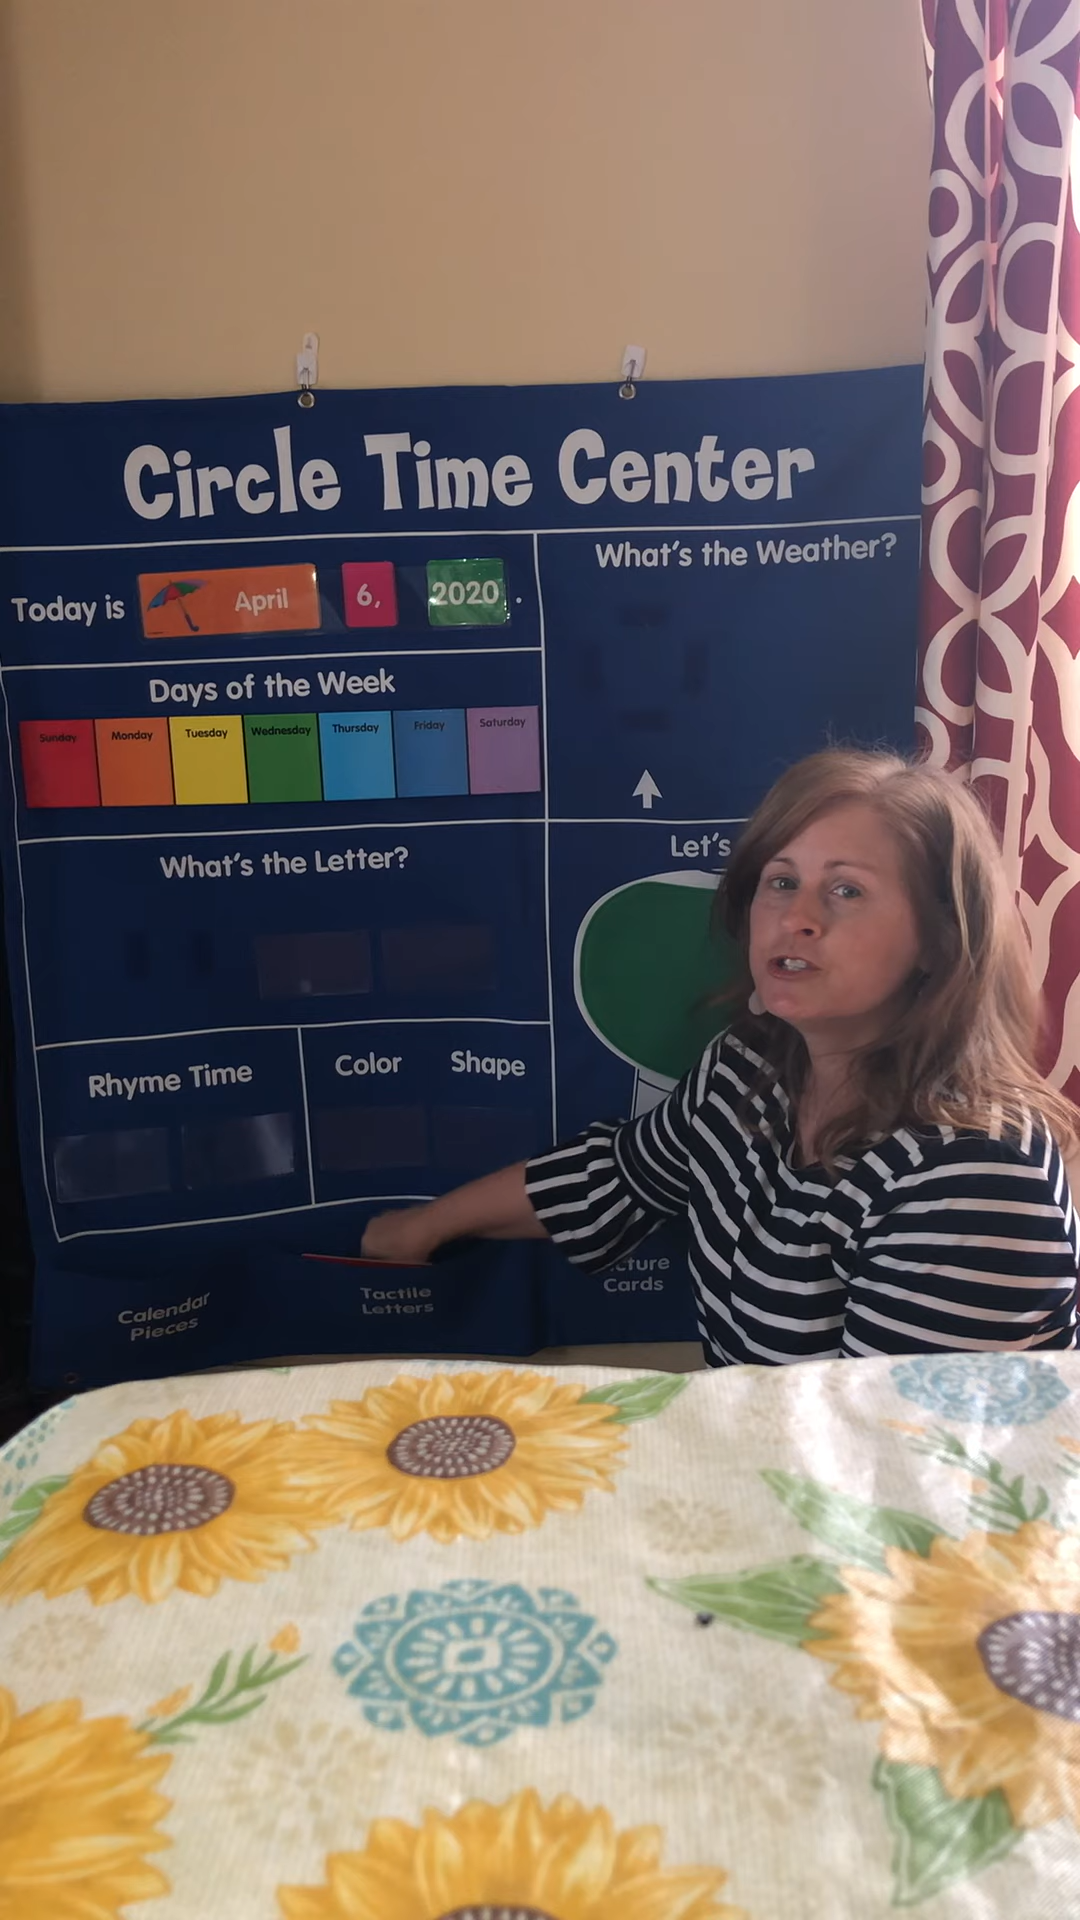 Circle Time Center
Today is April 6, 2020 .
Days of the Week
Sunday Monday Tuesday Wednesday Thursday Friday Saturday
What's the Letter?
Rhyme Time
Color Shape
Calendar
Pieces
Tactile
Letters
What's the Weather?
Let's
Cards